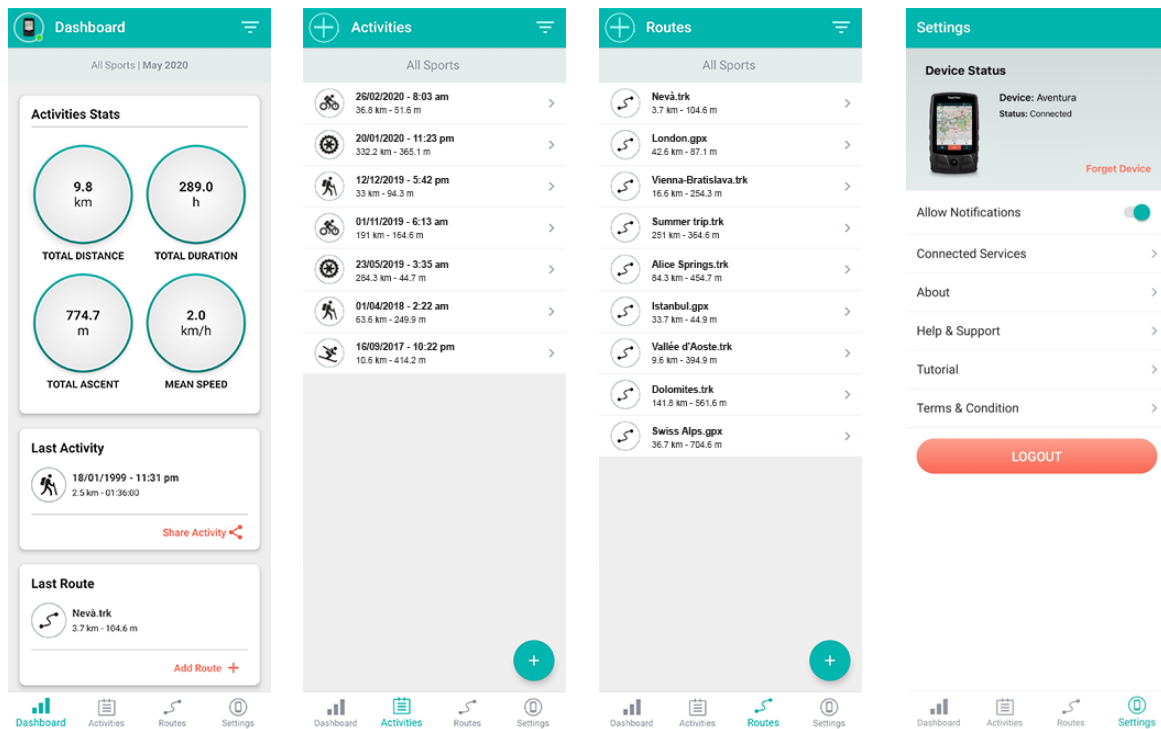 Dashboard
All Sports | May 2020
Activities Stats
9.8
km
289.0
h
TOTAL DISTANCE
TOTAL DURATION
774.7
m
2.0
km/h
TOTAL ASCENT
MEAN SPEED
Last Activity
18/01/1999 - 11:31 pm
2.5 km - 01:36:00
Share Activity
Last Route
Nevà.trk
3.7 km - 104.6 m
Add Route +
Dashboard
Activities
Routes
Settings
Activities
All Sports
26/02/2020 - 8:03 am
36.8 km - 51.6 m
20/01/2020 - 11:23 pm
332.2 km - 365.1 m
12/12/2019 - 5:42 pm
33 km - 94.3 m
01/11/2019 - 6:13 am
191 km - 164.6 m
23/05/2019 - 3:35 am
284.3 km - 44.7 m
01/04/2018 - 2:22 am
63.6 km - 249.9 m
16/09/2017 - 10:22 pm
10.6 km - 414.2 m
Dashboard
Activities
Routes
Settings
Routes
All Sports
Nevà.trk
3.7 km - 104.6 m
London.gpx
42.6 km - 87.1 m
Vienna-Bratislava.trk
16.6 km - 254.3 m
Summer trip.trk
251 km - 364.6 m
Alice Springs.trk
84.3 km - 454.7 m
Istanbul.gpx
33.7 km - 44.9 m
Vallée d'Aoste.trk
9.6 km - 394.9 m
Dolomites.trk
141.8 km - 561.6 m
Swiss Alps.gpx
36.7 km - 704.6 m
Dashboard
Activities
Routes
Settings
Settings
Device Status
Device: Aventura
Status: Connected
Forget Device
Allow Notifications
Connected Services
About
Help & Support
Tutorial
Terms & Condition
LOGOUT
Dashboard
Activities
Routes
Settings